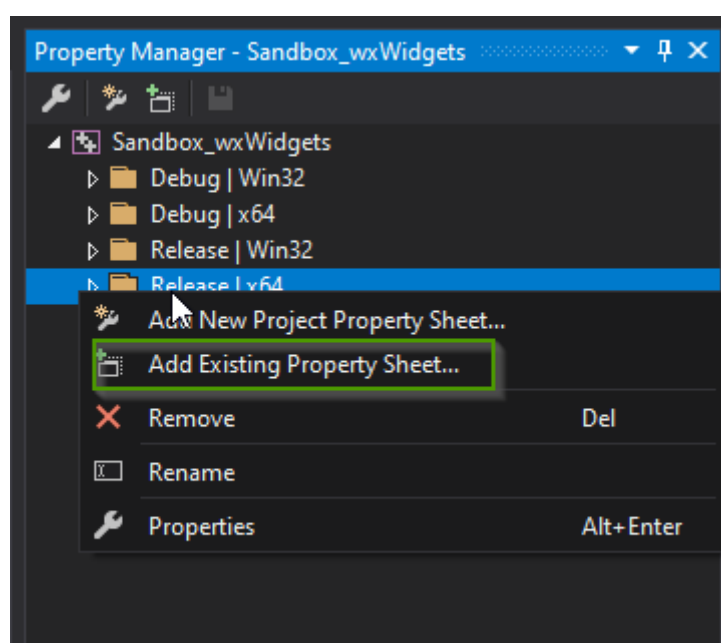 Property Manager - Sandbox_wxWidgets
Sandbox_wxWidgets
Debug | Win32
Debug | x64
Release | Win32
Release | x64
Add New Project Property Sheet...
Add Existing Property Sheet...
Remove Del
Rename
Properties Alt+Enter